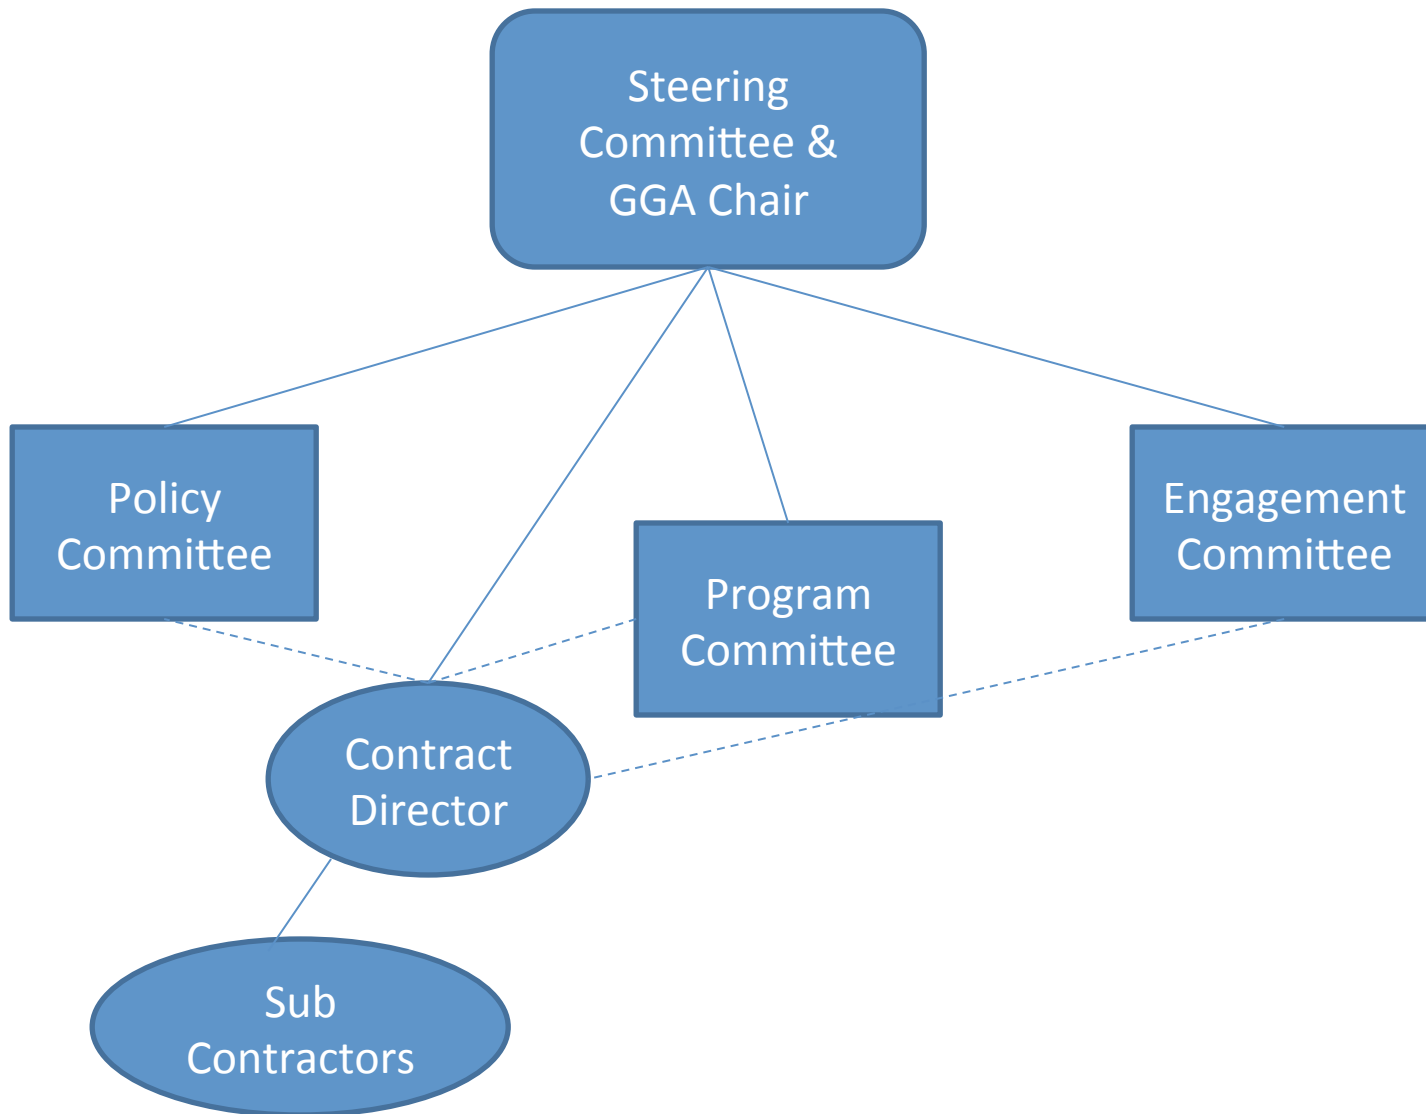 Steering
Committee &
GGA Chair
Policy
Committee
Engagement
Committee
Program
Committee
Contract
Director
Sub
Contractors